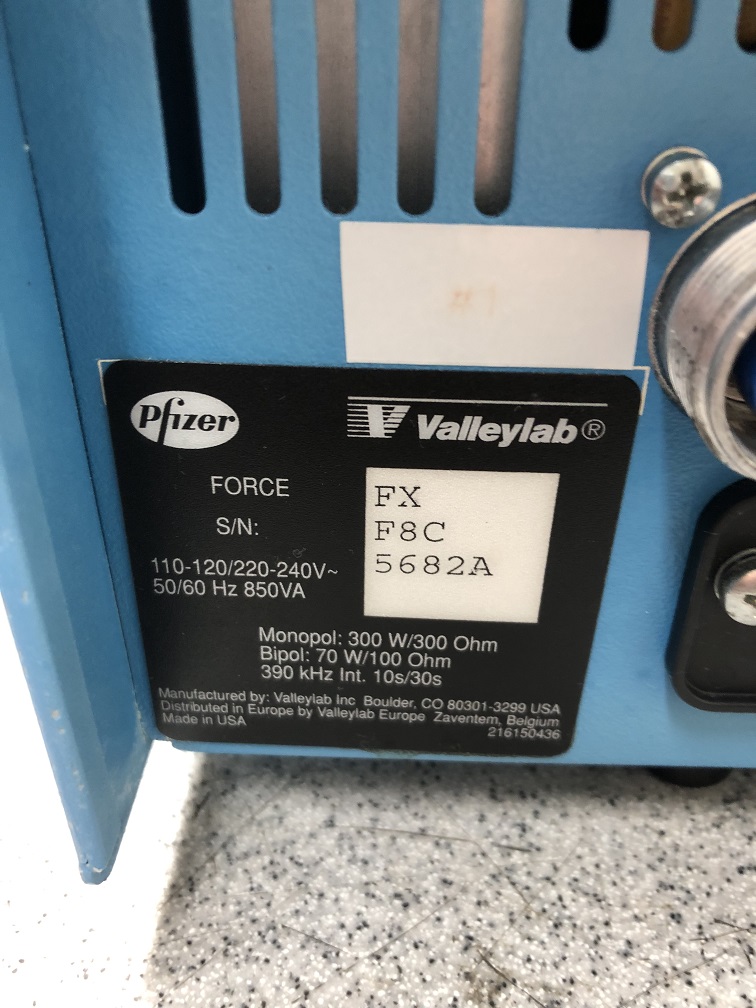 #1
Pfizer
Valleylab®
FORCE FX
S/N: F8C
5682A
110-120/220-240V~
50/60 Hz 850VA
Monopol: 300 W/300 Ohm
Bipol: 70 W/100 Ohm
390 kHz Int. 10s/30s
Manufactured by: Valleylab Inc Boulder, CO 80301-3299 USA
Distributed in Europe by Valleylab Europe Zaventem, Belgium
Made in USA
216150436